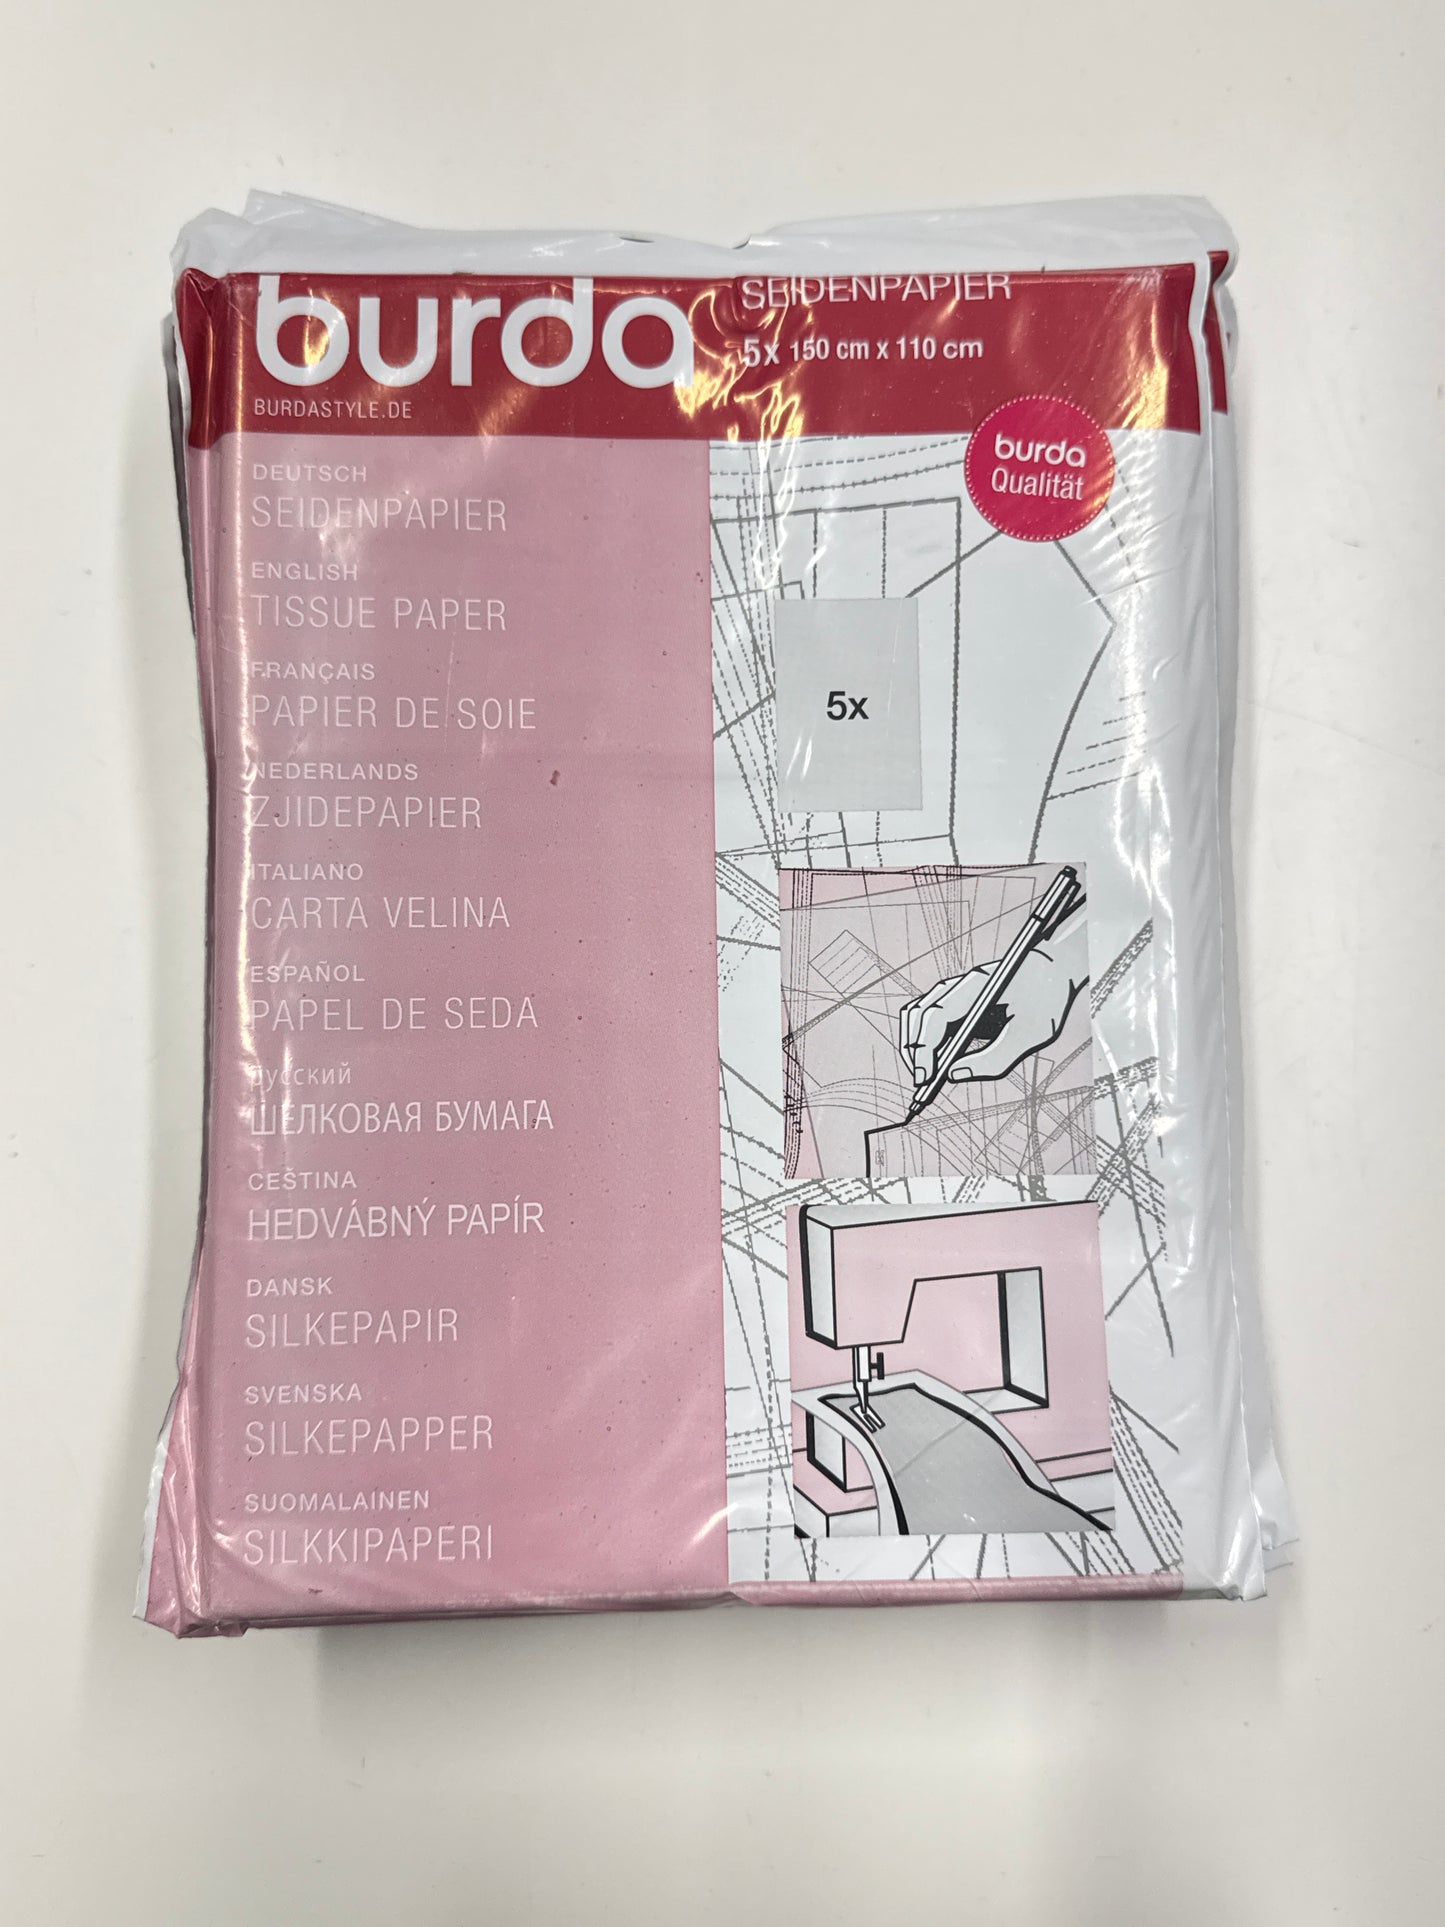 burda
SEIDENPAPIER
5x 150 cm x 110 cm
BURDASTYLE.DE
burda
Qualität
DEUTSCH
SEIDENPAPIER
ENGLISH
TISSUE PAPER
FRANÇAIS
PAPIER DE SOIE
NEDERLANDS
ZJIDEPAPIER
ITALIANO
CARTA VELINA
ESPAÑOL
PAPEL DE SEDA
русский
ШЕЛКОВАЯ БУМАГА
CEŠTINA
HEDVÁBNÝ PAPÍR
DANSK
SILKEPAPIR
SVENSKA
SILKEPAPPER
SUOMALAINEN
SILKKIPAPERI
5x